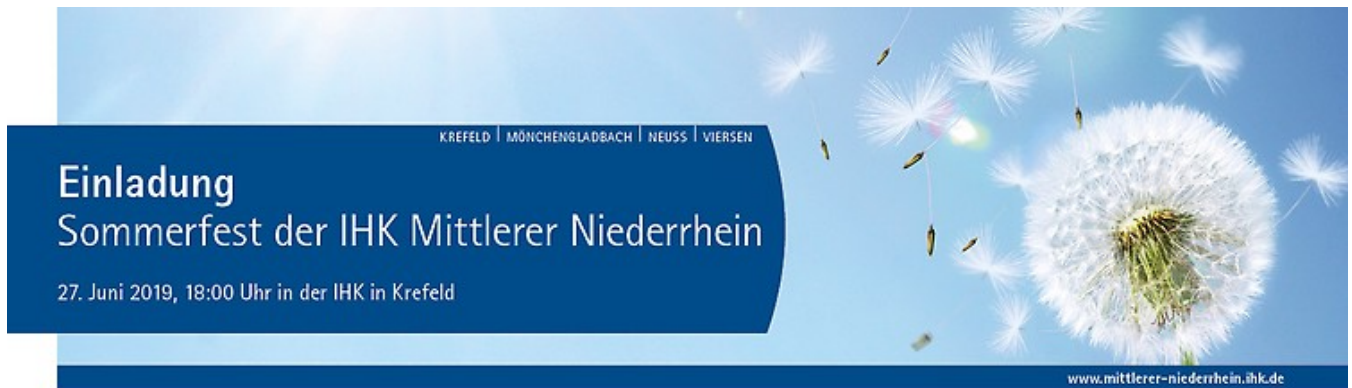 KREFELD | MÖNCHENGLADBACH | NEUSS | VIERSEN
Einladung
Sommerfest der IHK Mittlerer Niederrhein
27. Juni 2019, 18:00 Uhr in der IHK in Krefeld
www.mittlerer-niederrhein.ihk.de